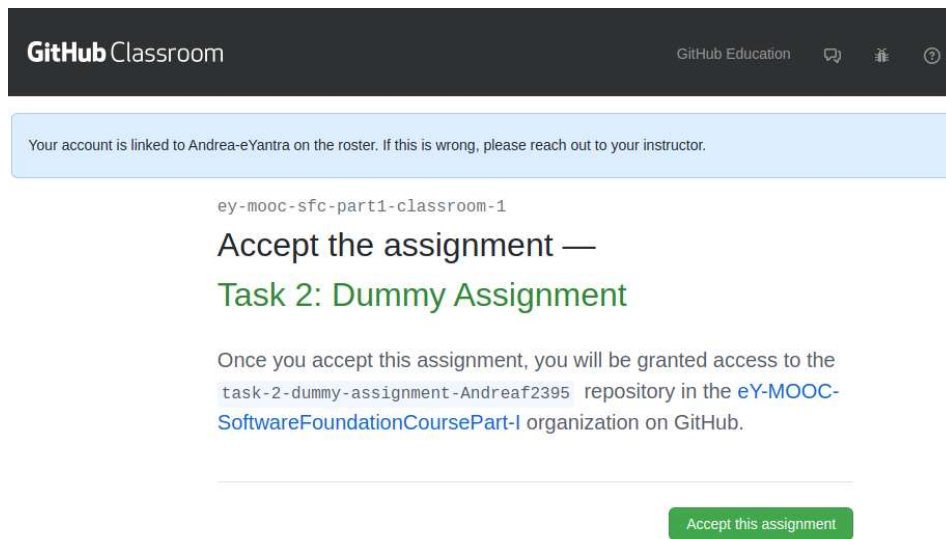 GitHub Classroom
GitHub Education
Your account is linked to Andrea-eYantra on the roster. If this is wrong, please reach out to your instructor.
ey-mooc-sfc-part1-classroom-1
Accept the assignment —
Task 2: Dummy Assignment
Once you accept this assignment, you will be granted access to the
task-2-dummy-assignment-Andreaf2395 repository in the eY-MOOC-
SoftwareFoundationCoursePart-I organization on GitHub.
Accept this assignment